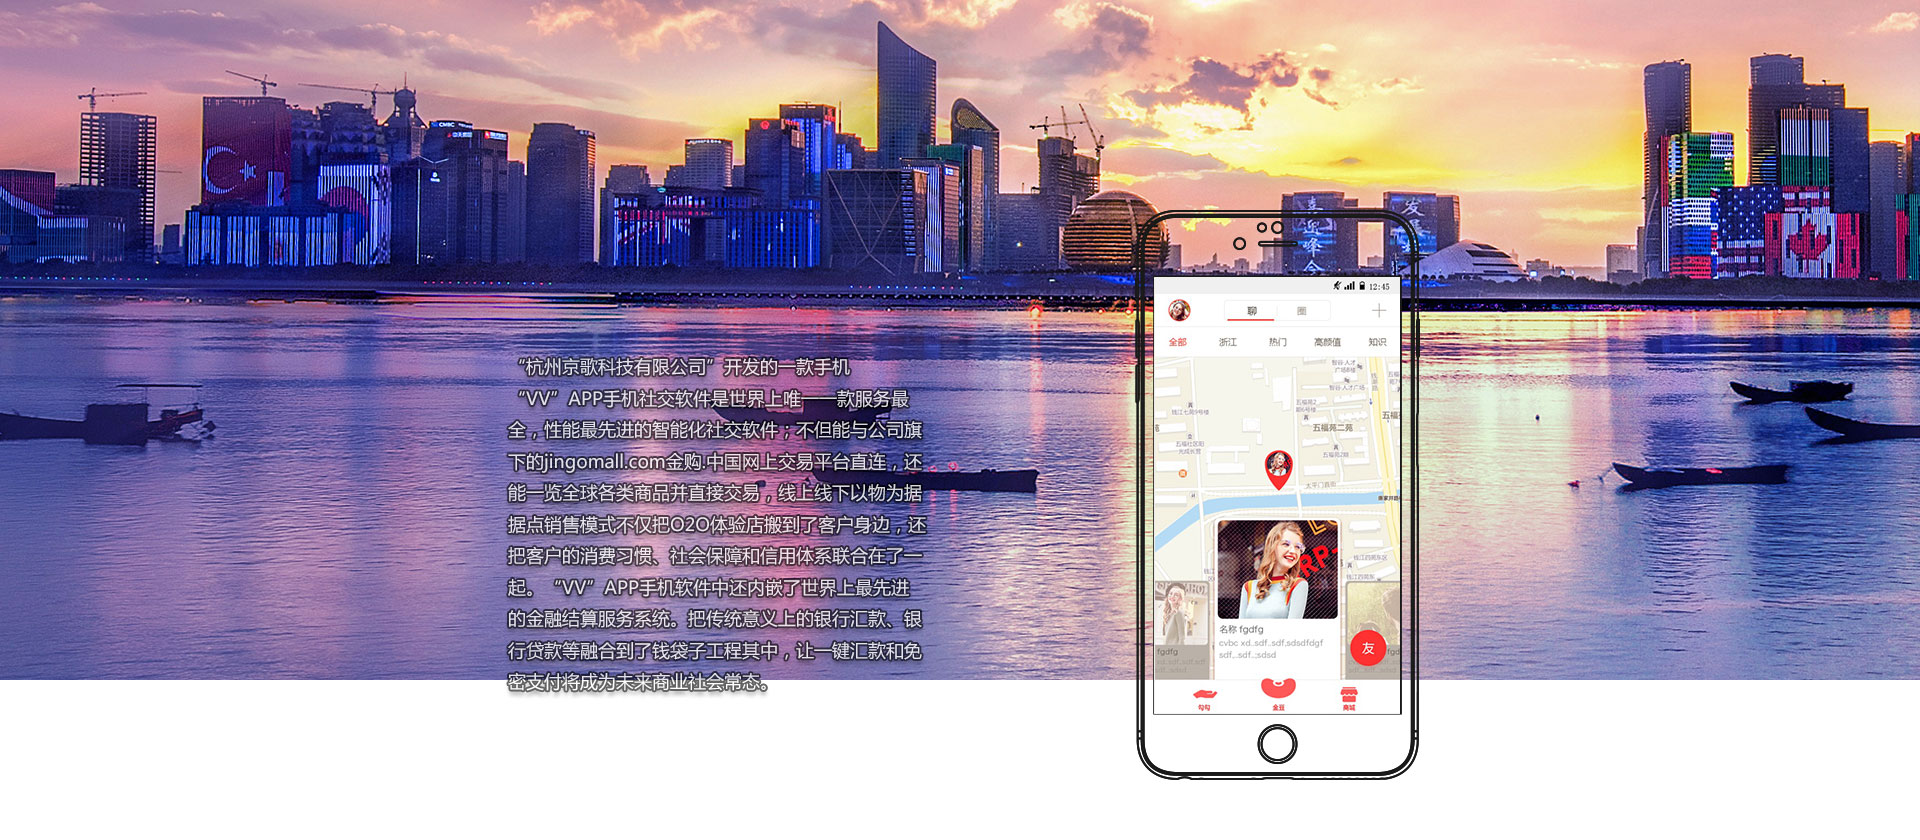 CMBC
喜迎峰会
发
“杭州京歌科技有限公司”开发的一款手机
“VV”APP手机社交软件是世界上唯一一款服务最
全，性能最先进的智能化社交软件；不但能与公司旗
下的jingomall.com金购.中国网上交易平台直连，还
能一览全球各类商品并直接交易，线上线下以物为据
据点销售模式不仅把O2O体验店搬到了客户身边，还
把客户的消费习惯、社会保障和信用体系联合在了一
起。“VV”APP手机软件中还内嵌了世界上最先进
的金融结算服务系统。把传统意义上的银行汇款、银
行贷款等融合到了钱袋子工程其中，让一键汇款和免
密支付将成为未来商业社会常态。
12:45
聊 圈
全部 浙江 热门 高颜值 知识
五福苑二苑
太平门直街
名称 fgdfg
cvbc xd..sdf..sdf,sdsdfdgf
sdf...sdf..;sdsd
fgdfg
友
勾勾 金豆 商城